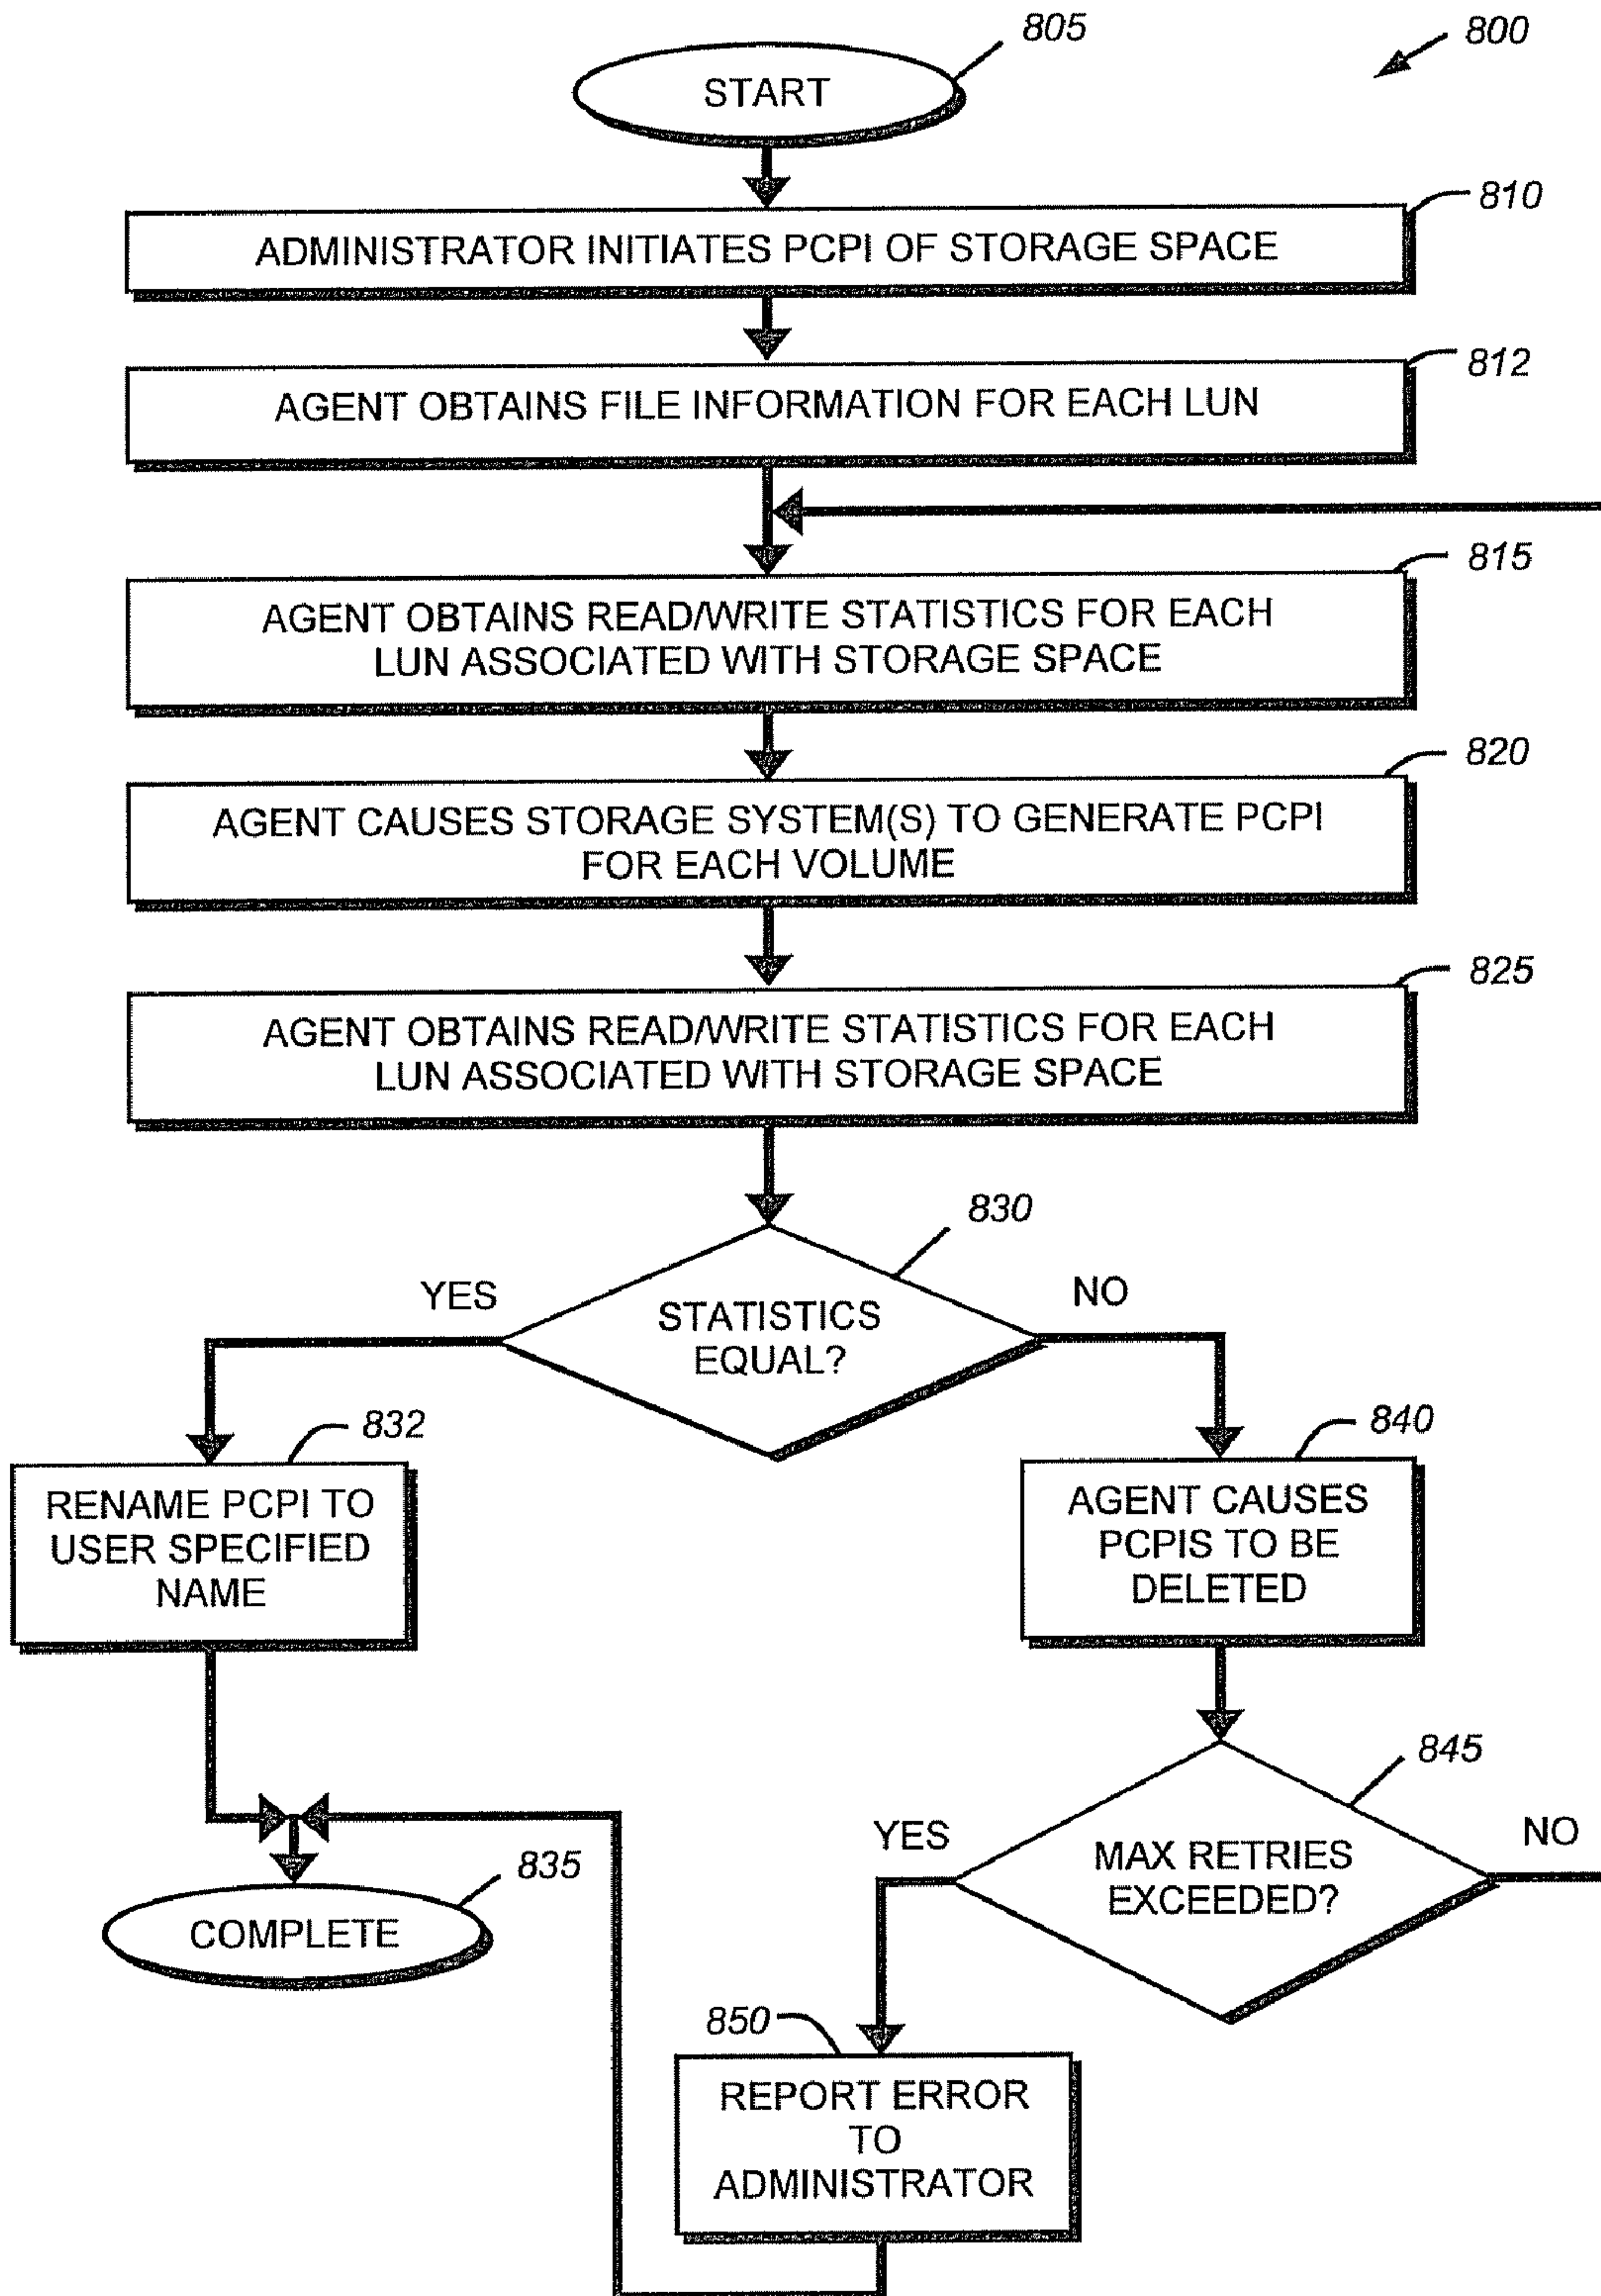 805
800
START
810
ADMINISTRATOR INITIATES PCPI OF STORAGE SPACE
812
AGENT OBTAINS FILE INFORMATION FOR EACH LUN
815
AGENT OBTAINS READ/WRITE STATISTICS FOR EACH
LUN ASSOCIATED WITH STORAGE SPACE
820
AGENT CAUSES STORAGE SYSTEM(S) TO GENERATE PCPI
FOR EACH VOLUME
825
AGENT OBTAINS READ/WRITE STATISTICS FOR EACH
LUN ASSOCIATED WITH STORAGE SPACE
830
YES
NO
STATISTICS
EQUAL?
832
RENAME PCPI TO
USER SPECIFIED
NAME
840
AGENT CAUSES
PCPIS TO BE
DELETED
845
YES
NO
MAX RETRIES
EXCEEDED?
835
COMPLETE
850
REPORT ERROR
TO
ADMINISTRATOR